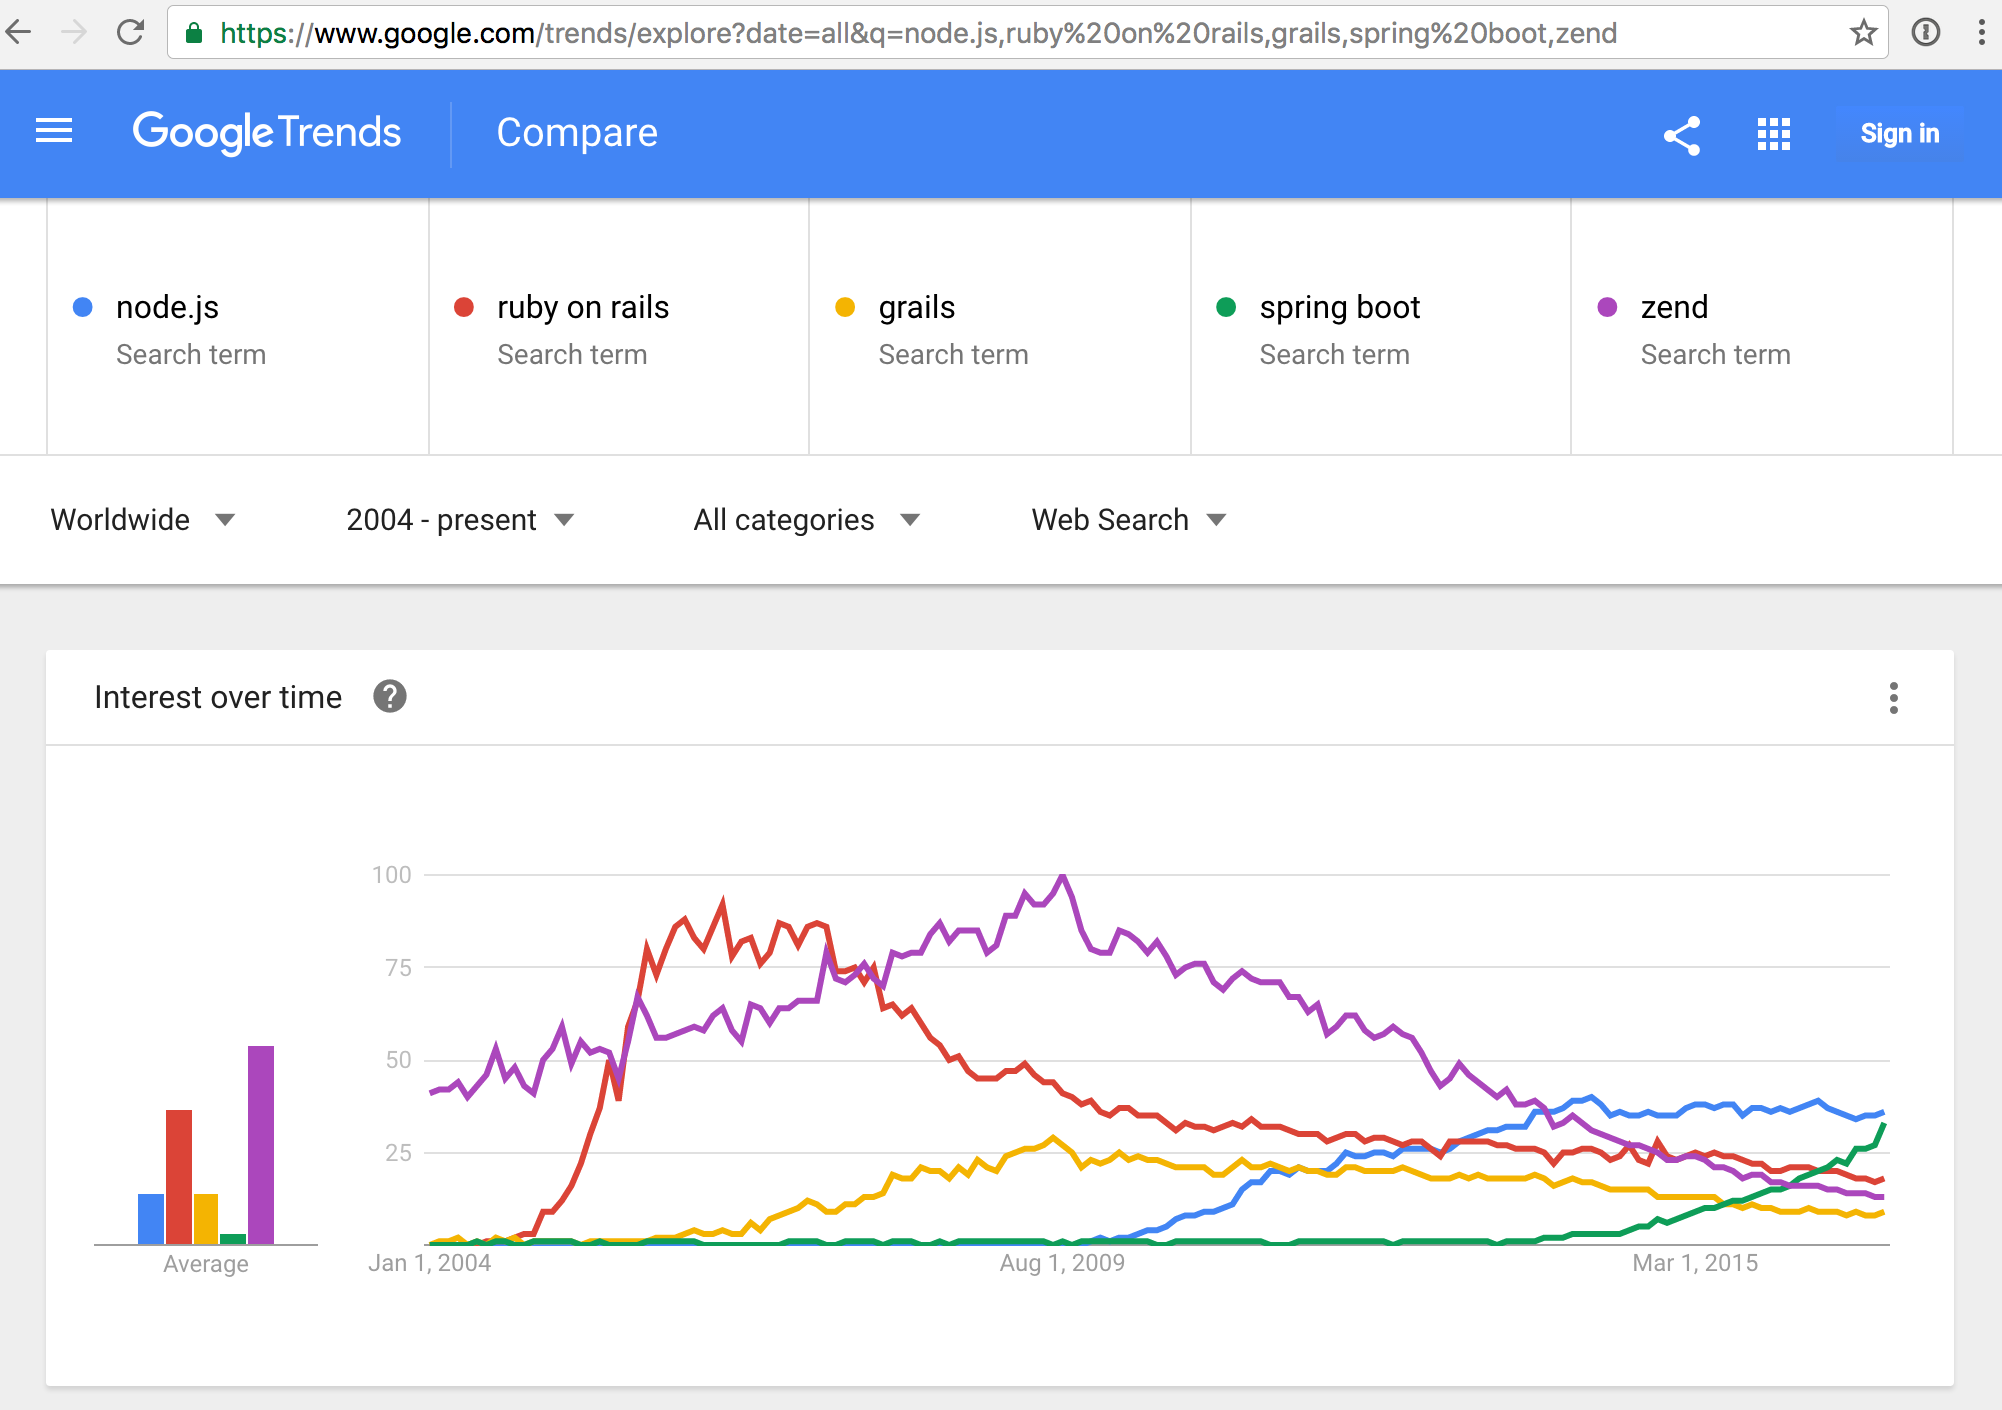 https://www.google.com/trends/explore?date=all&q=node.js,ruby%20on%20rails,grails,spring%20boot,zend
Google Trends Compare Sign in
node.js ruby on rails grails spring boot zend
Search term Search term Search term Search term Search term
Worldwide 2004 - present All categories Web Search
Interest over time ?
100
75
50
25
Average Jan 1, 2004 Aug 1, 2009 Mar 1, 2015